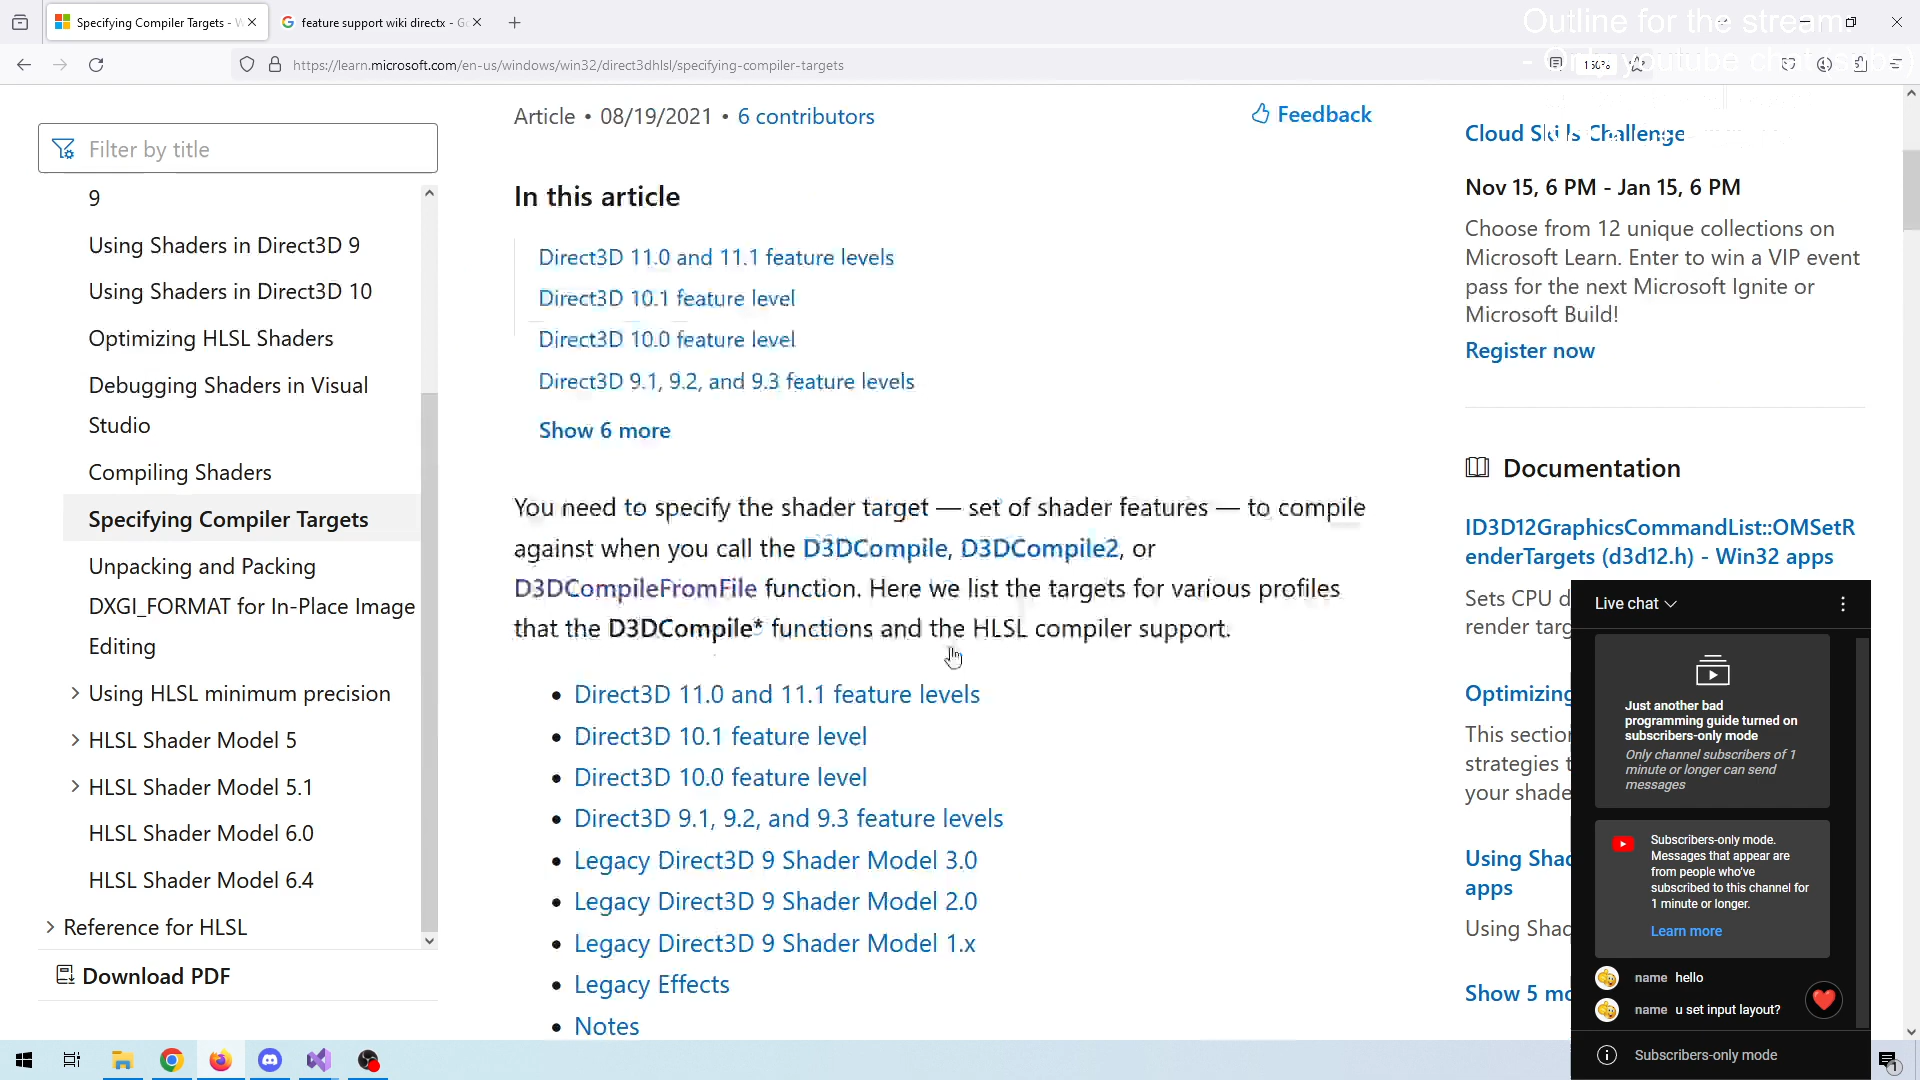 Specifying Compiler Targets - W
feature support wiki directx - G
Outline for the stream
https://learn.microsoft.com/en-us/windows/win32/direct3dhlsl/specifying-compiler-targets
150%
Article • 08/19/2021 • 6 contributors
Feedback
Filter by title
9
Using Shaders in Direct3D 9
Using Shaders in Direct3D 10
Optimizing HLSL Shaders
Debugging Shaders in Visual
Studio
Compiling Shaders
Specifying Compiler Targets
Unpacking and Packing
DXGI_FORMAT for In-Place Image
Editing
Using HLSL minimum precision
HLSL Shader Model 5
HLSL Shader Model 5.1
HLSL Shader Model 6.0
HLSL Shader Model 6.4
Reference for HLSL
Download PDF
In this article
Direct3D 11.0 and 11.1 feature levels
Direct3D 10.1 feature level
Direct3D 10.0 feature level
Direct3D 9.1, 9.2, and 9.3 feature levels
Show 6 more
You need to specify the shader target — set of shader features — to compile
against when you call the D3DCompile, D3DCompile2, or
D3DCompileFromFile function. Here we list the targets for various profiles
that the D3DCompile* functions and the HLSL compiler support.
• Direct3D 11.0 and 11.1 feature levels
• Direct3D 10.1 feature level
• Direct3D 10.0 feature level
• Direct3D 9.1, 9.2, and 9.3 feature levels
• Legacy Direct3D 9 Shader Model 3.0
• Legacy Direct3D 9 Shader Model 2.0
• Legacy Direct3D 9 Shader Model 1.x
• Legacy Effects
• Notes
Cloud Skills Challenge
Nov 15, 6 PM - Jan 15, 6 PM
Choose from 12 unique collections on
Microsoft Learn. Enter to win a VIP event
pass for the next Microsoft Ignite or
Microsoft Build!
Register now
Documentation
ID3D12GraphicsCommandList::OMSetR
enderTargets (d3d12.h) - Win32 apps
Sets CPU d
render targ
Optimizing
This section
strategies t
your shade
Using Shad
apps
Using Shad
Show 5 mo
Live chat
Just another bad
programming guide turned on
subscribers-only mode
Only channel subscribers of 1
minute or longer can send
messages
Subscribers-only mode.
Messages that appear are
from people who've
subscribed to this channel for
1 minute or longer.
Learn more
name hello
name u set input layout?
Subscribers-only mode
1